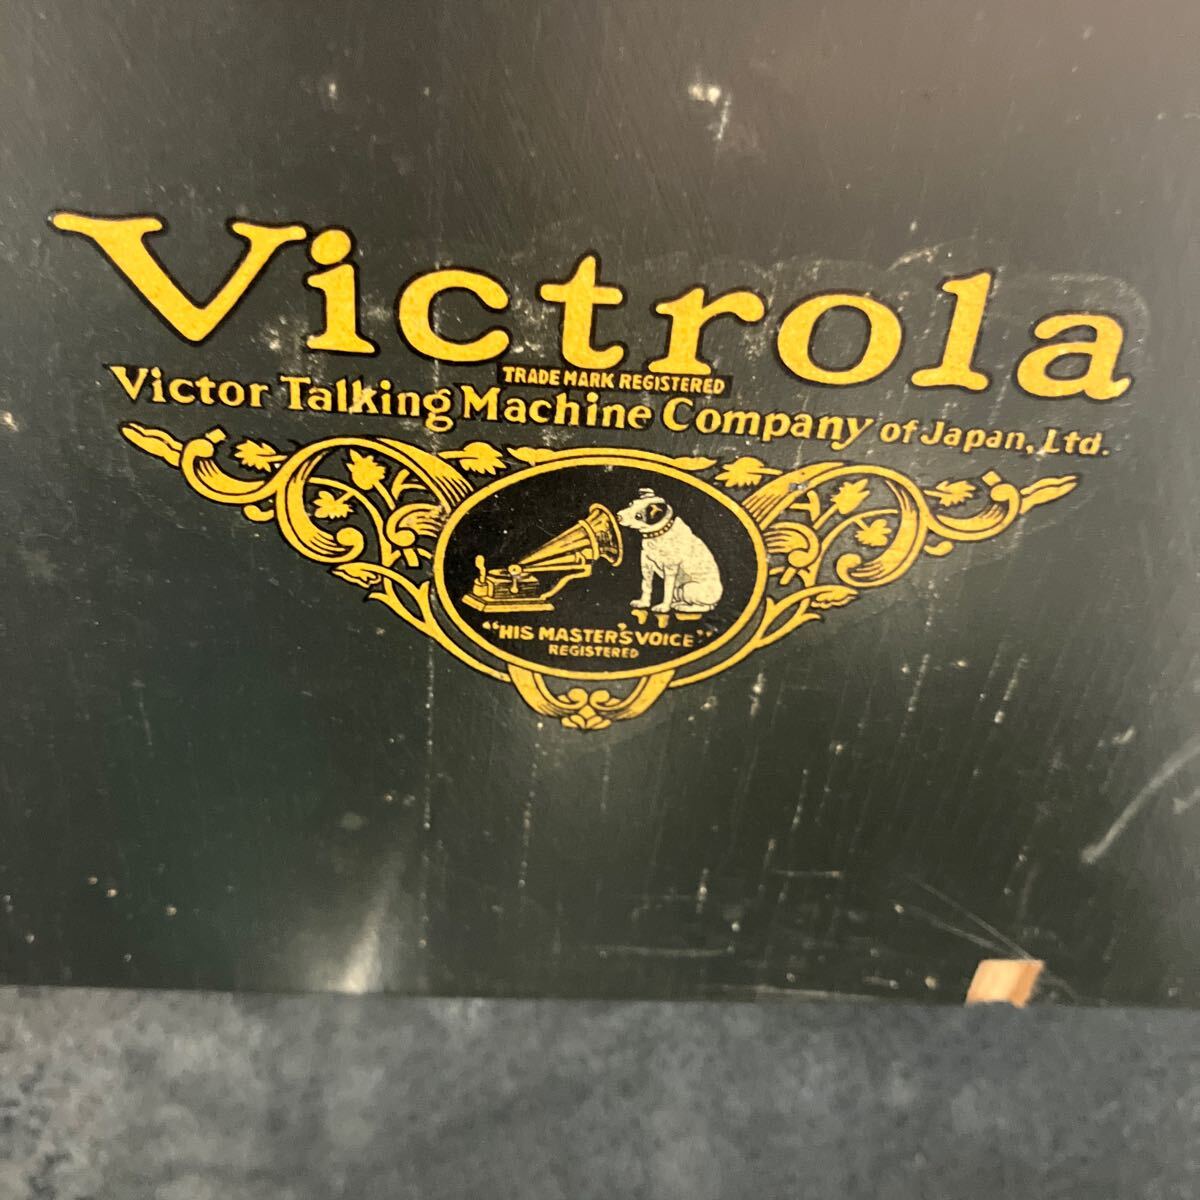 Victrola
TRADE MARK REGISTERED
Victor Talking Machine Company of Japan, Ltd.
"HIS MASTER'S VOICE"
REGISTERED